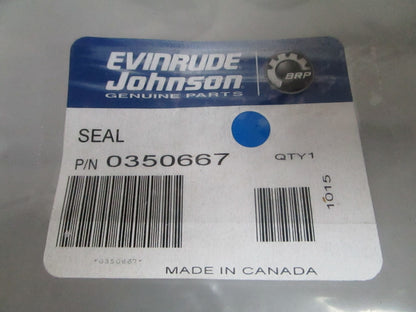 EVINRUDE
Johnson
GENUINE PARTS
BRP
SEAL
P/N 0350667
QTY1
1015
*0350667*
MADE IN CANADA